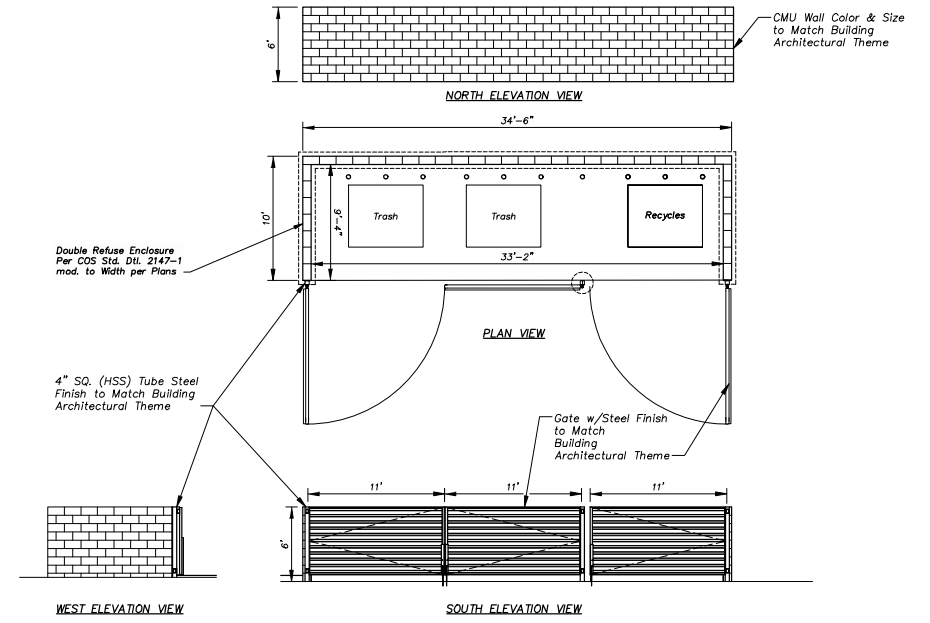 6'
CMU Wall Color & Size
to Match Building
Architectural Theme
NORTH ELEVATION VIEW
34'-6"
10'
9'-4"
Trash
Trash
Recycles
33'-2"
Double Refuse Enclosure
Per COS Std. Dtl. 2147-1
mod. to Width per Plans
PLAN VIEW
4" SQ. (HSS) Tube Steel
Finish to Match Building
Architectural Theme
Gate w/Steel Finish
to Match
Building
Architectural Theme
11'
11'
11'
6'
WEST ELEVATION VIEW
SOUTH ELEVATION VIEW